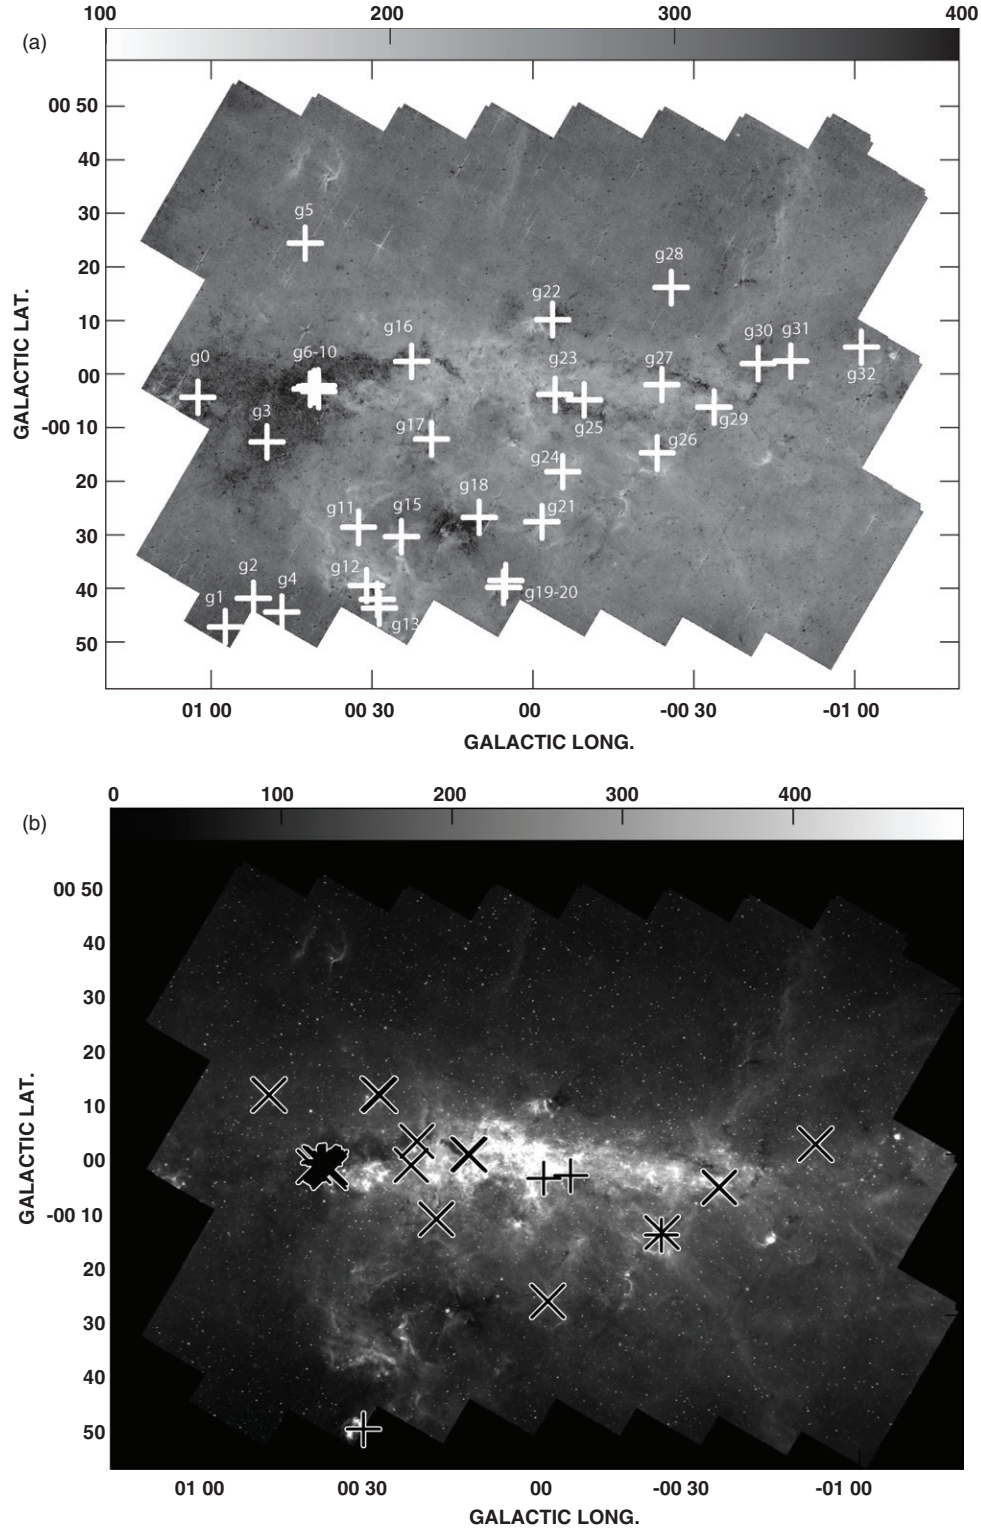 100 200 300 400
(a)
00 50
40
30
20
10
00
-00 10
20
30
40
50
GALACTIC LAT.
g5
g28
g22
g16
g30 g31
g0
g6-10
g23
g27
g32
g3
g17
g25
g29
g26
g24
g18
g11
g15
g21
g2
g4
g12
g19-20
g1
g13
01 00 00 30 00 -00 30 -01 00
GALACTIC LONG.
0 100 200 300 400
(b)
00 50
40
30
20
10
00
-00 10
20
30
40
50
GALACTIC LAT.
01 00 00 30 00 -00 30 -01 00
GALACTIC LONG.